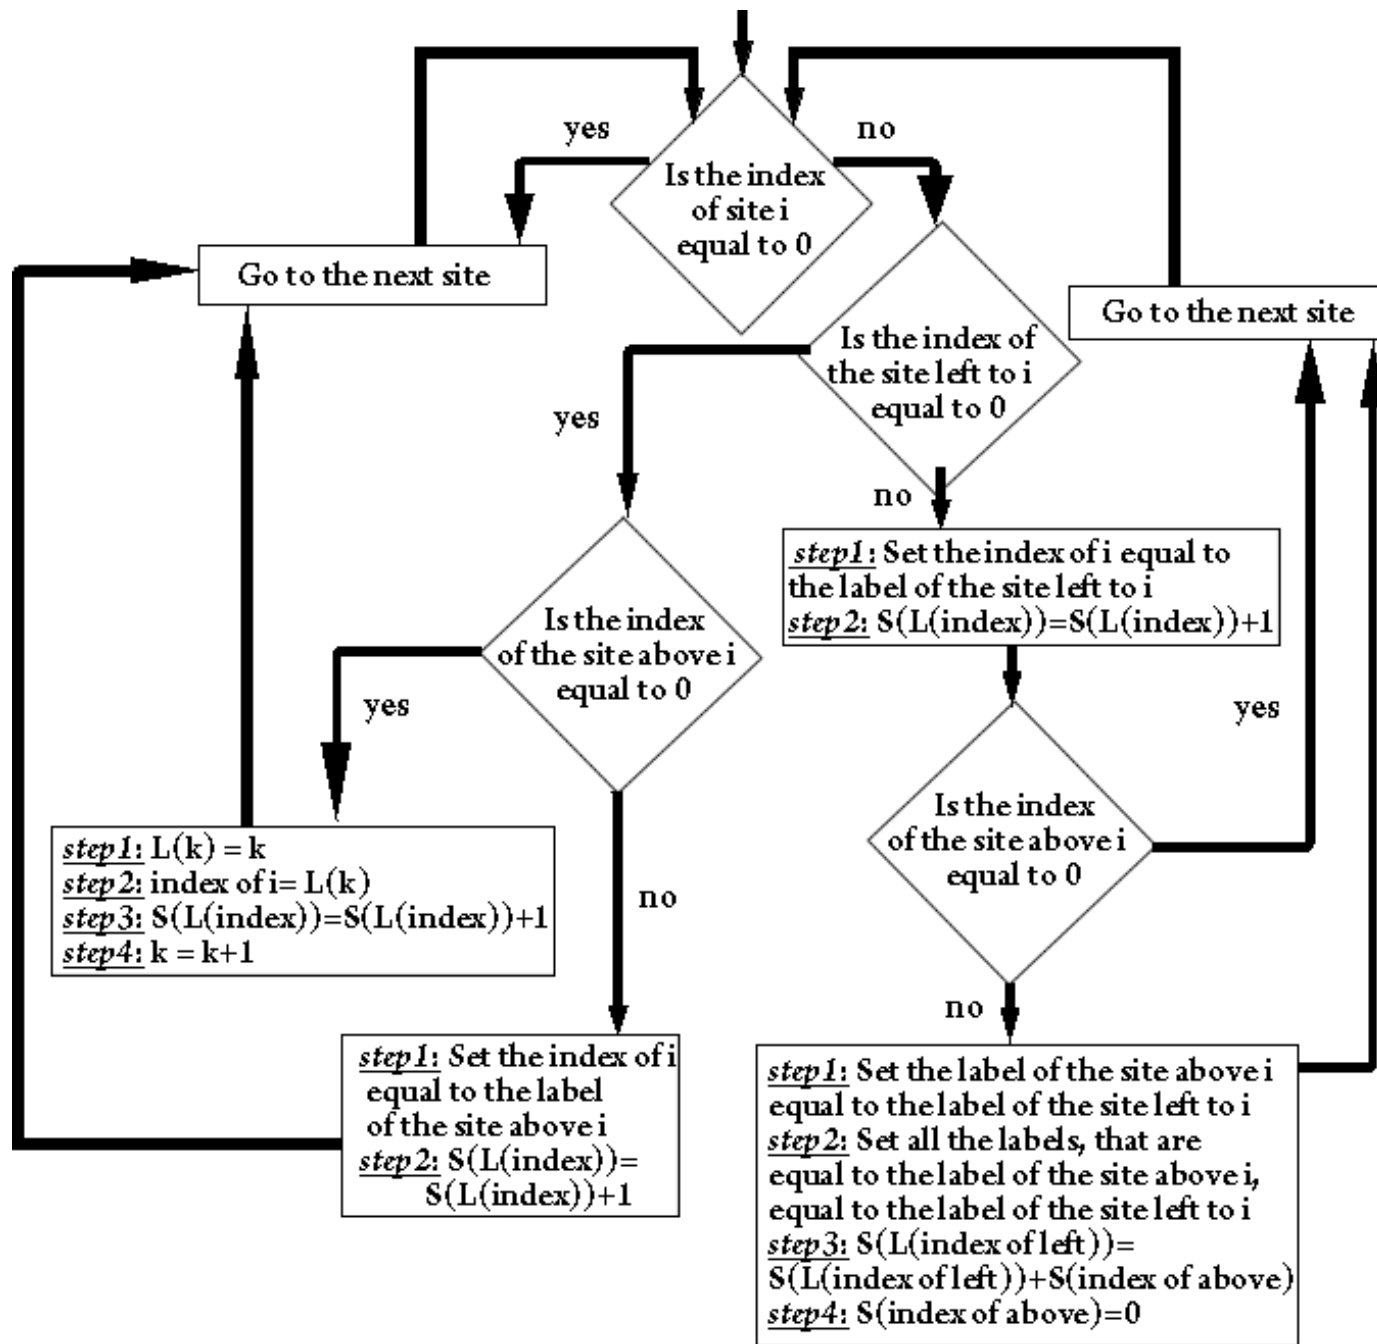 yes
no
Is the index
of site i
equal to 0
Go to the next site
Go to the next site
Is the index of
the site left to i
equal to 0
yes
no
step1: Set the index of i equal to
the label of the site left to i
step2: S(L(index))=S(L(index))+1
Is the index
of the site above i
equal to 0
yes
yes
Is the index
of the site above i
equal to 0
step1: L(k) = k
step2: index of i= L(k)
step3: S(L(index))=S(L(index))+1
step4: k = k+1
no
no
step1: Set the index of i
equal to the label
of the site above i
step2: S(L(index))=
S(L(index))+1
step1: Set the label of the site above i
equal to the label of the site left to i
step2: Set all the labels, that are
equal to the label of the site above i,
equal to the label of the site left to i
step3: S(L(index of left))=
S(L(index of left))+S(index of above)
step4: S(index of above)=0